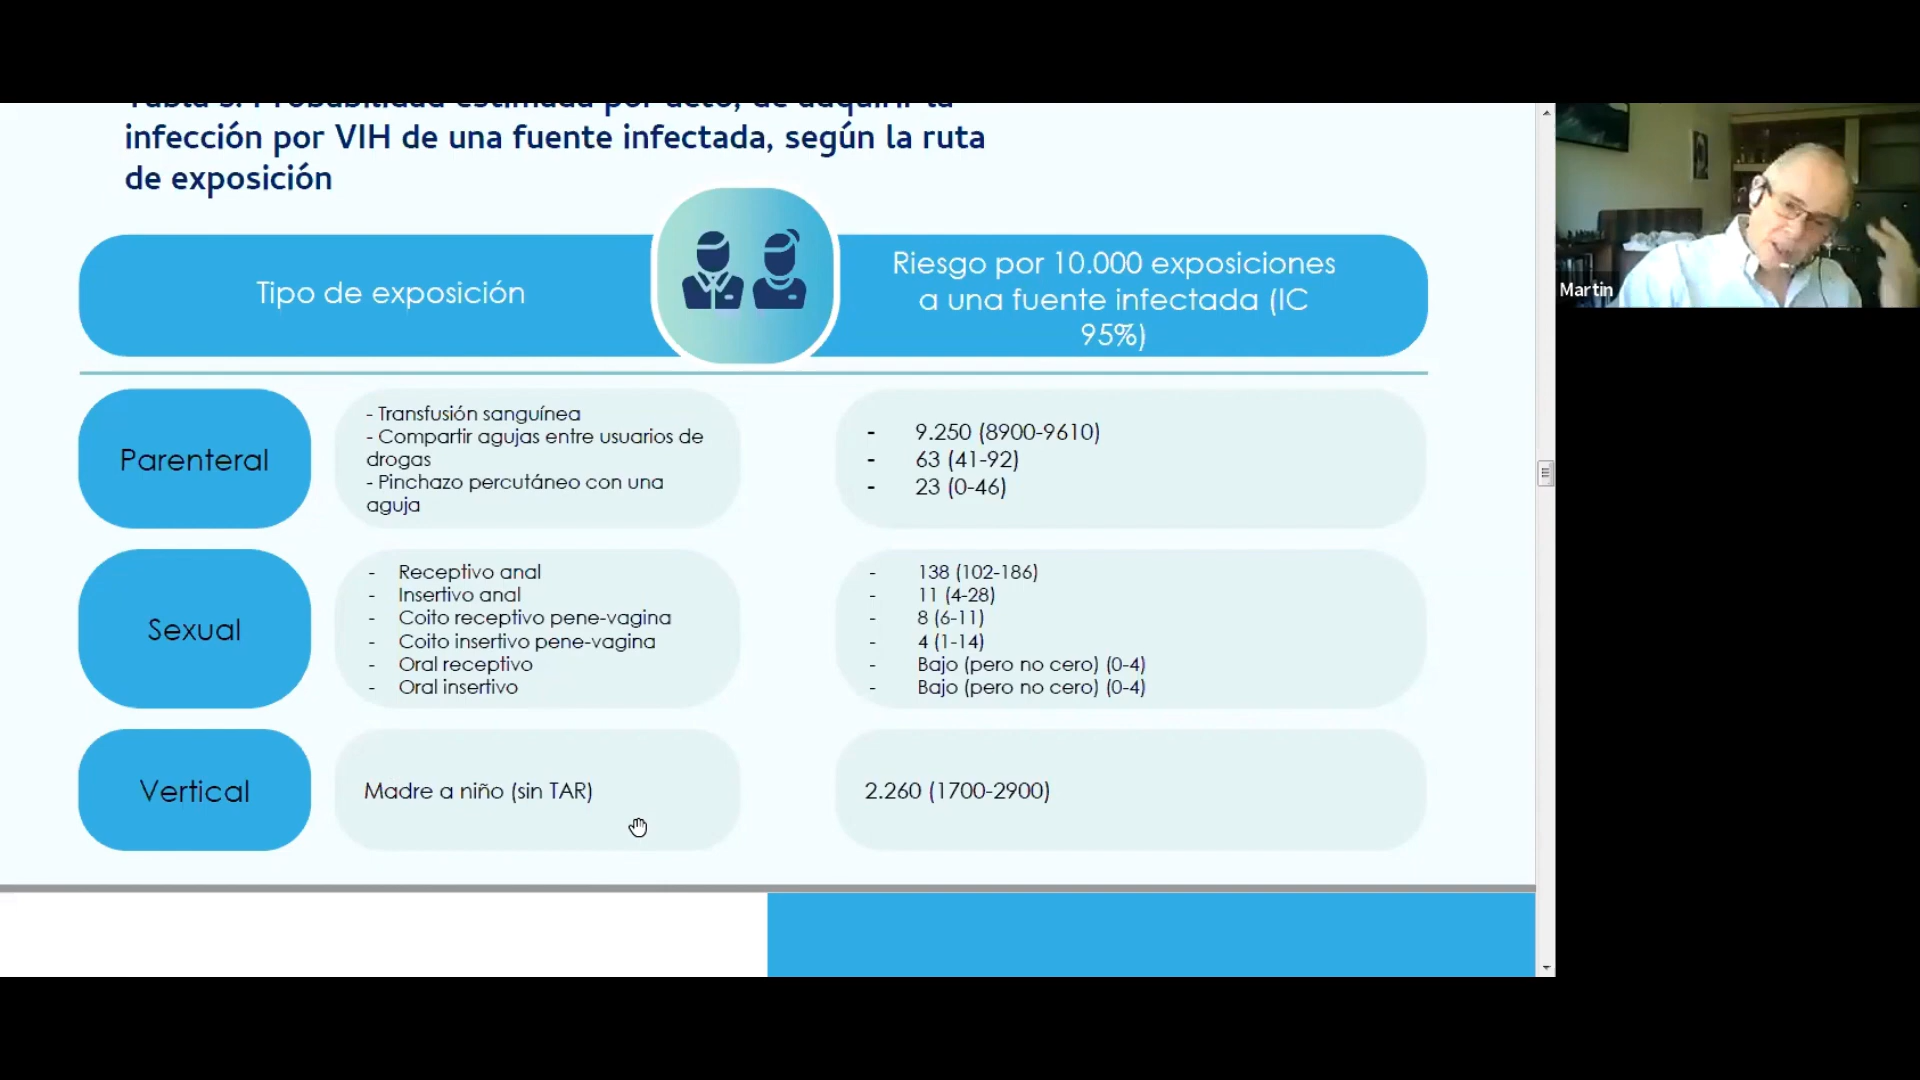 infección por VIH de una fuente infectada, según la ruta
de exposición
Tipo de exposición
Riesgo por 10.000 exposiciones
a una fuente infectada (IC
95%)
Parenteral
- Transfusión sanguínea
- Compartir agujas entre usuarios de
drogas
- Pinchazo percutáneo con una
aguja
- 9.250 (8900-9610)
- 63 (41-92)
- 23 (0-46)
Sexual
- Receptivo anal
- Insertivo anal
- Coito receptivo pene-vagina
- Coito insertivo pene-vagina
- Oral receptivo
- Oral insertivo
- 138 (102-186)
- 11 (4-28)
- 8 (6-11)
- 4 (1-14)
- Bajo (pero no cero) (0-4)
- Bajo (pero no cero) (0-4)
Vertical
Madre a niño (sin TAR)
2.260 (1700-2900)
Martin